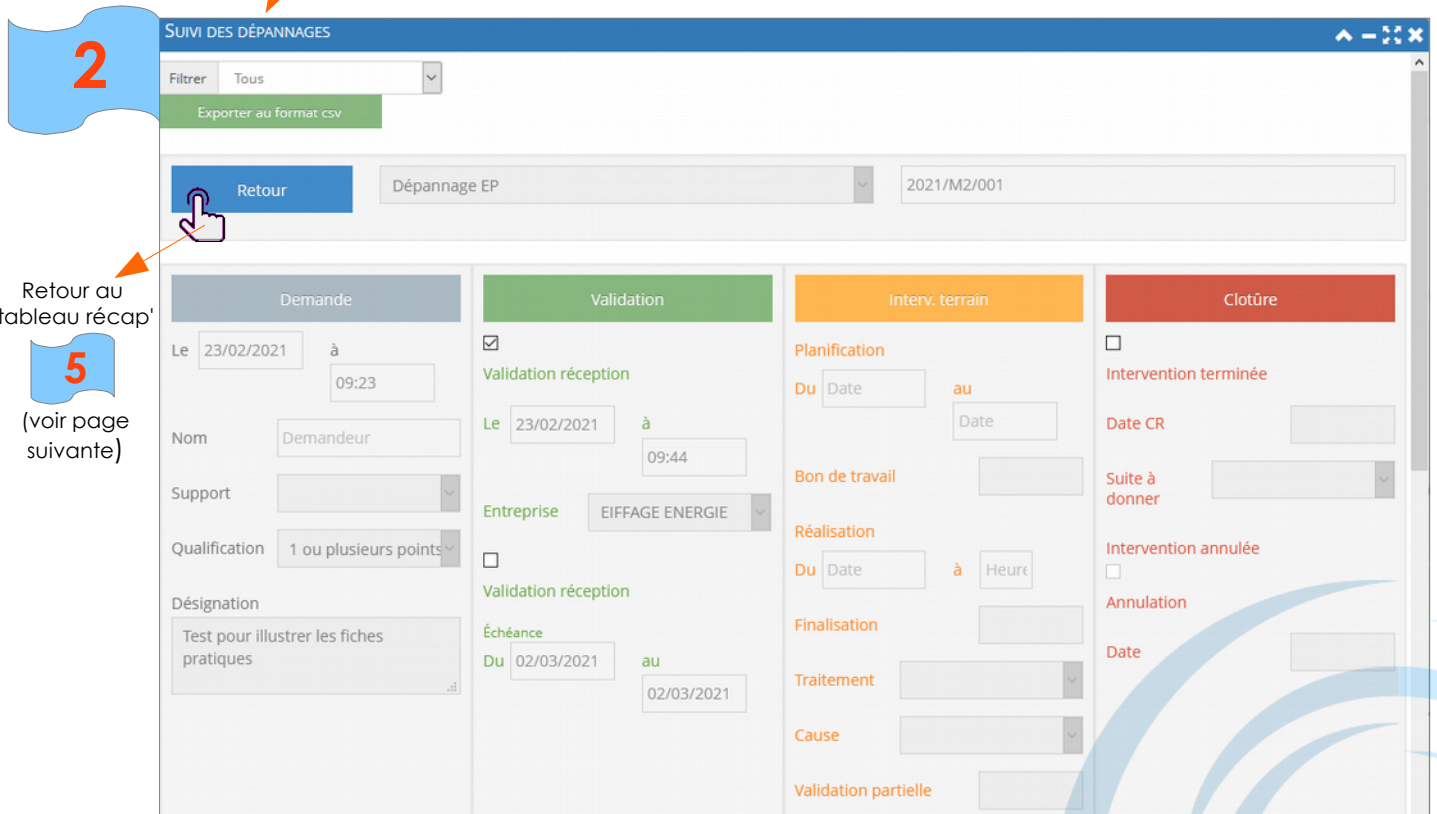 2
SUIVI DES DÉPANNAGES
Filtrer Tous
Exporter au format csv
Retour
Dépannage EP
2021/M2/001
Retour au
tableau récap'
5
(voir page
suivante)
Demande
Le 23/02/2021 à
09:23
Nom Demandeur
Support
Qualification 1 ou plusieurs points
Désignation
Test pour illustrer les fiches
pratiques
Validation
Validation réception
Le 23/02/2021 à
09:44
Entreprise EIFFAGE ENERGIE
Validation réception
Échéance
Du 02/03/2021 au
02/03/2021
Interv. terrain
Planification
Du Date au
Date
Bon de travail
Réalisation
Du Date à Heure
Finalisation
Traitement
Cause
Validation partielle
Clotûre
Intervention terminée
Date CR
Suite à
donner
Intervention annulée
Annulation
Date